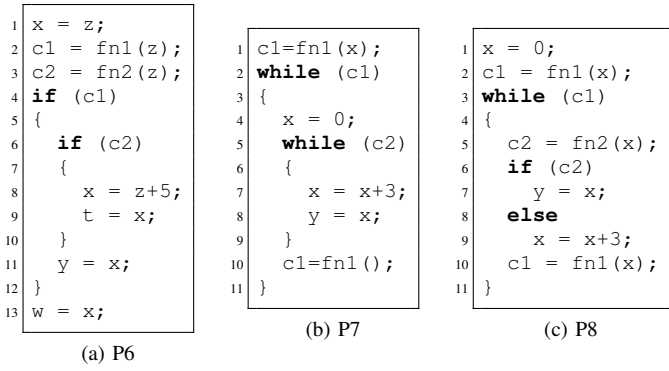 1 x = z;
2 c1 = fn1(z);
3 c2 = fn2(z);
4 if (c1)
5 {
6   if (c2)
7   {
8     x = z+5;
9     t = x;
10   }
11   y = x;
12 }
13 w = x;
(a) P6
1 c1=fn1(x);
2 while (c1)
3 {
4   x = 0;
5   while (c2)
6   {
7     x = x+3;
8     y = x;
9   }
10   c1=fn1();
11 }
(b) P7
1 x = 0;
2 c1 = fn1(x);
3 while (c1)
4 {
5   c2 = fn2(x);
6   if (c2)
7     y = x;
8   else
9     x = x+3;
10   c1 = fn1(x);
11 }
(c) P8